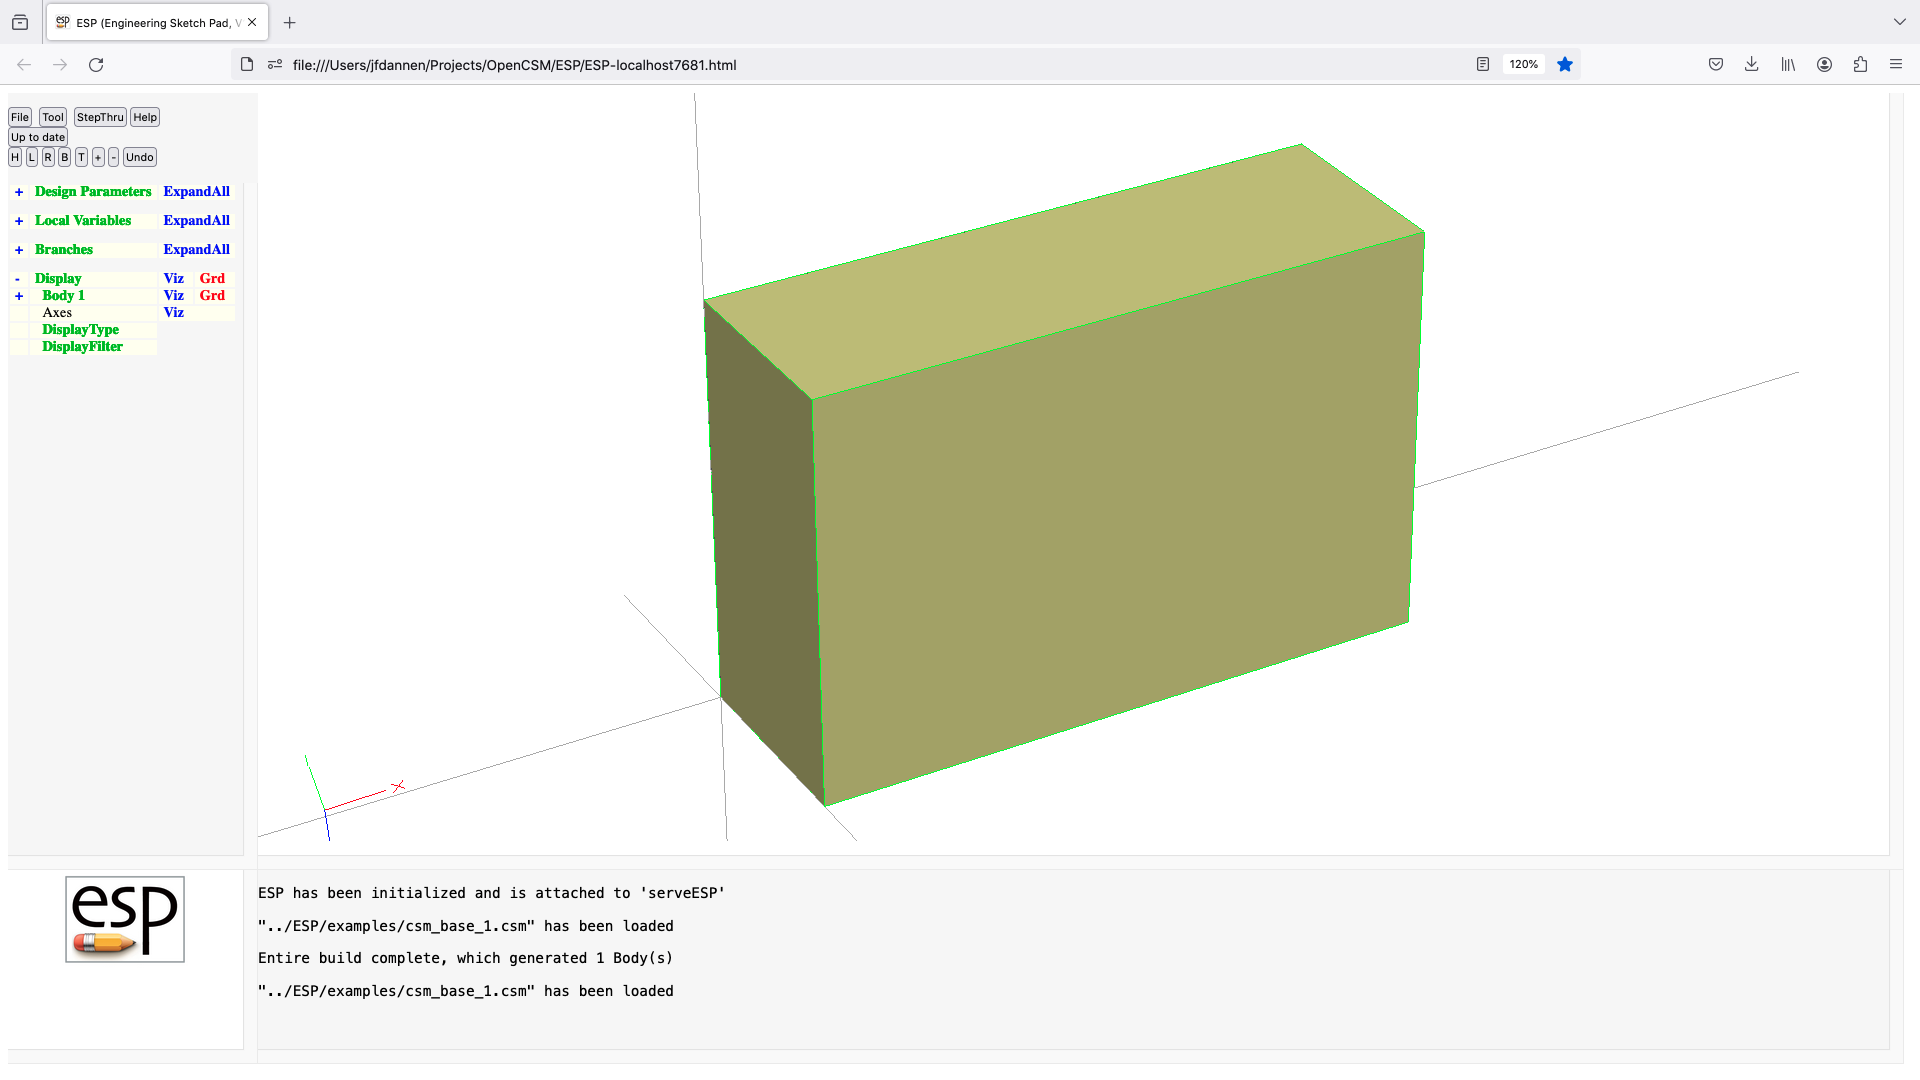 esp ESP (Engineering Sketch Pad, V
file:///Users/jfdannen/Projects/OpenCSM/ESP/ESP-localhost7681.html 120%
File Tool StepThru Help
Up to date
H L R B T + - Undo
+ Design Parameters ExpandAll
+ Local Variables ExpandAll
+ Branches ExpandAll
- Display Viz Grd
+ Body 1 Viz Grd
Axes Viz
DisplayType
DisplayFilter
X
esp
ESP has been initialized and is attached to 'serveESP'
"../ESP/examples/csm_base_1.csm" has been loaded
Entire build complete, which generated 1 Body(s)
"../ESP/examples/csm_base_1.csm" has been loaded